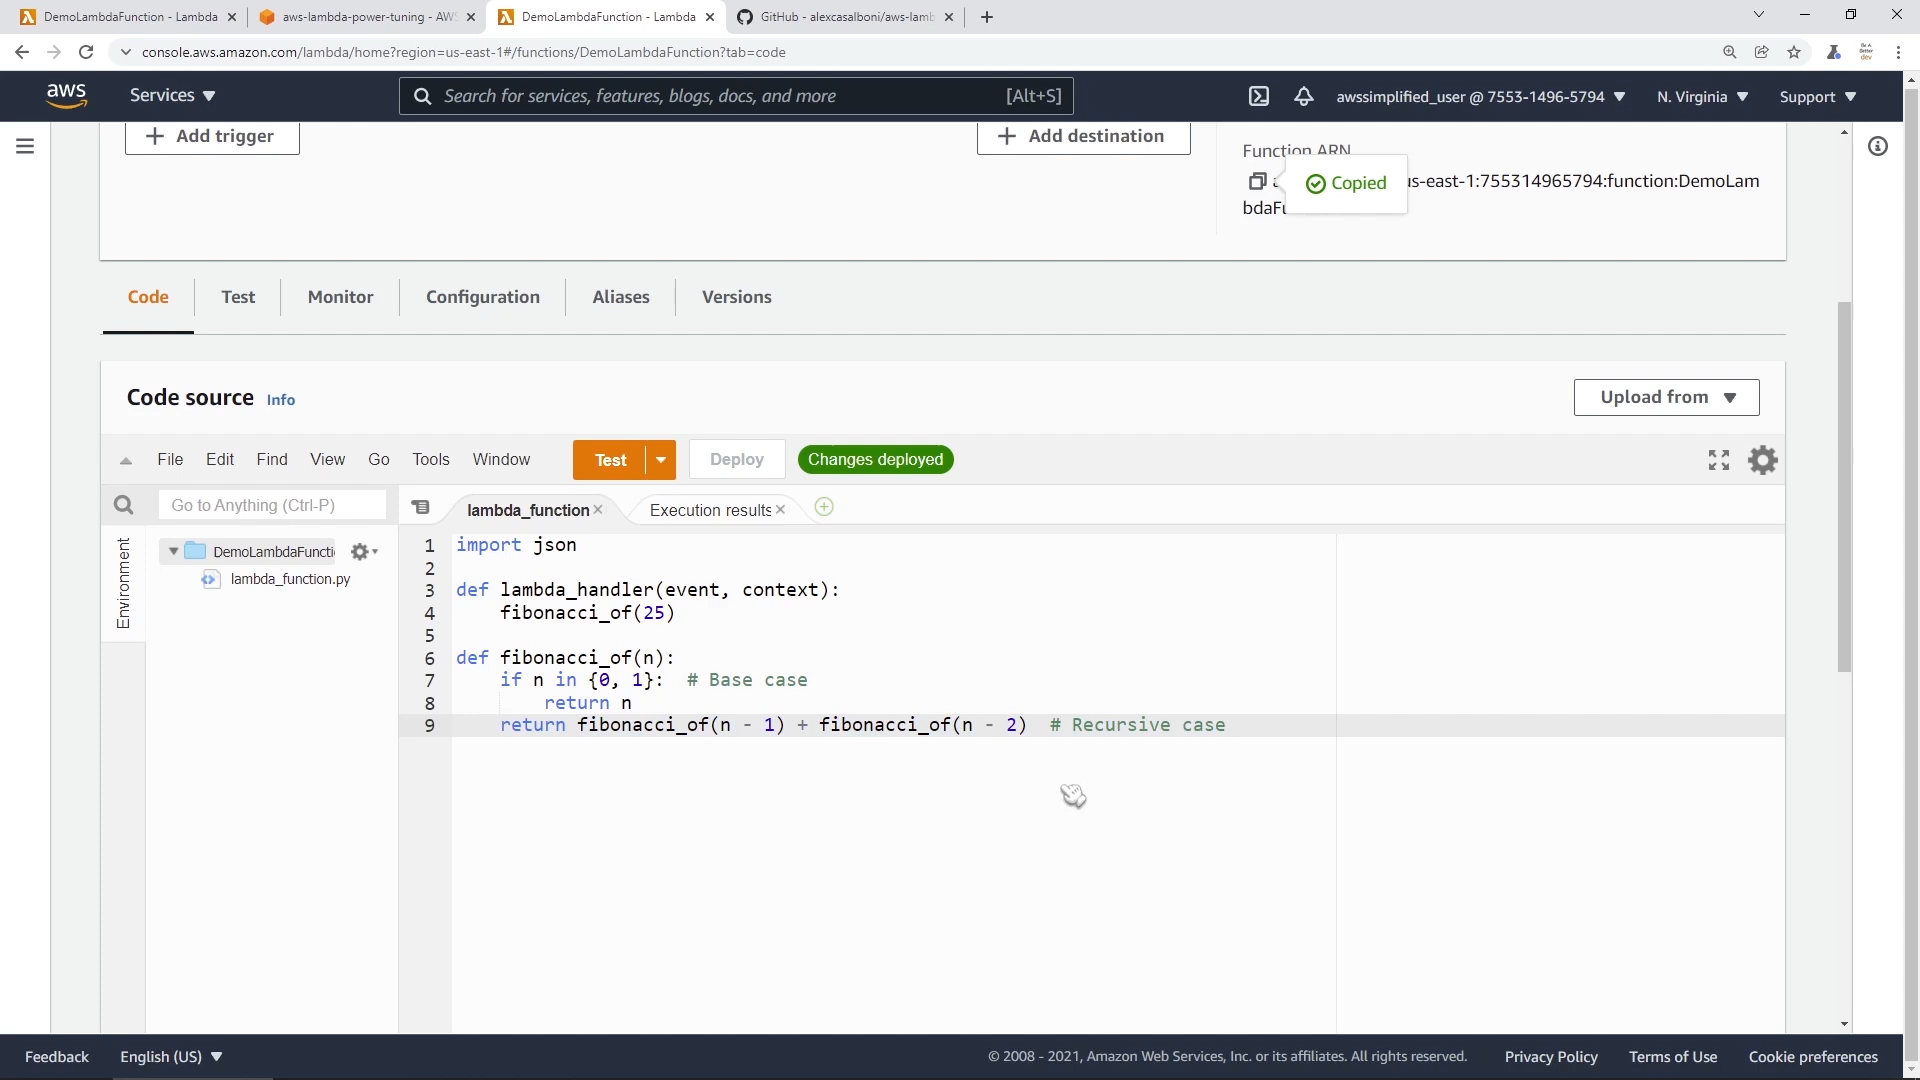 DemoLambdaFunction - Lambda
aws-lambda-power-tuning - AWS
DemoLambdaFunction - Lambda
GitHub - alexcasalboni/aws-lamb
console.aws.amazon.com/lambda/home?region=us-east-1#/functions/DemoLambdaFunction?tab=code
aws
Services
Search for services, features, blogs, docs, and more
[Alt+S]
awssimplified_user @ 7553-1496-5794
N. Virginia
Support
Add trigger
Add destination
Function ARN
Copied
us-east-1:755314965794:function:DemoLam
bdaFu
Code
Test
Monitor
Configuration
Aliases
Versions
Code source
Info
Upload from
File
Edit
Find
View
Go
Tools
Window
Test
Deploy
Changes deployed
Go to Anything (Ctrl-P)
lambda_function
Execution results
Environment
DemoLambdaFuncti
lambda_function.py
1 import json
2
3 def lambda_handler(event, context):
4 fibonacci_of(25)
5
6 def fibonacci_of(n):
7 if n in {0, 1}: # Base case
8 return n
9 return fibonacci_of(n - 1) + fibonacci_of(n - 2) # Recursive case
Feedback
English (US)
© 2008 - 2021, Amazon Web Services, Inc. or its affiliates. All rights reserved.
Privacy Policy
Terms of Use
Cookie preferences